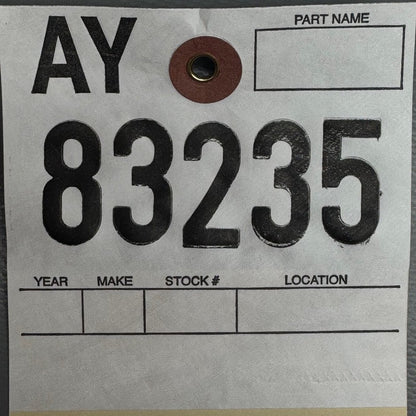 AY PART NAME
83235
YEAR MAKE STOCK # LOCATION